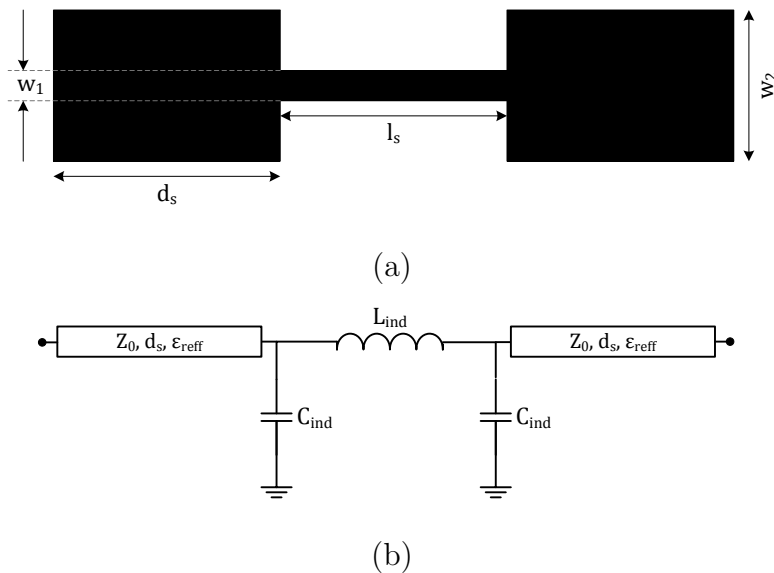 w₁
w₂
lₛ
dₛ
(a)
L_ind
Z₀, dₛ, ε_reff
Z₀, dₛ, ε_reff
C_ind
C_ind
(b)